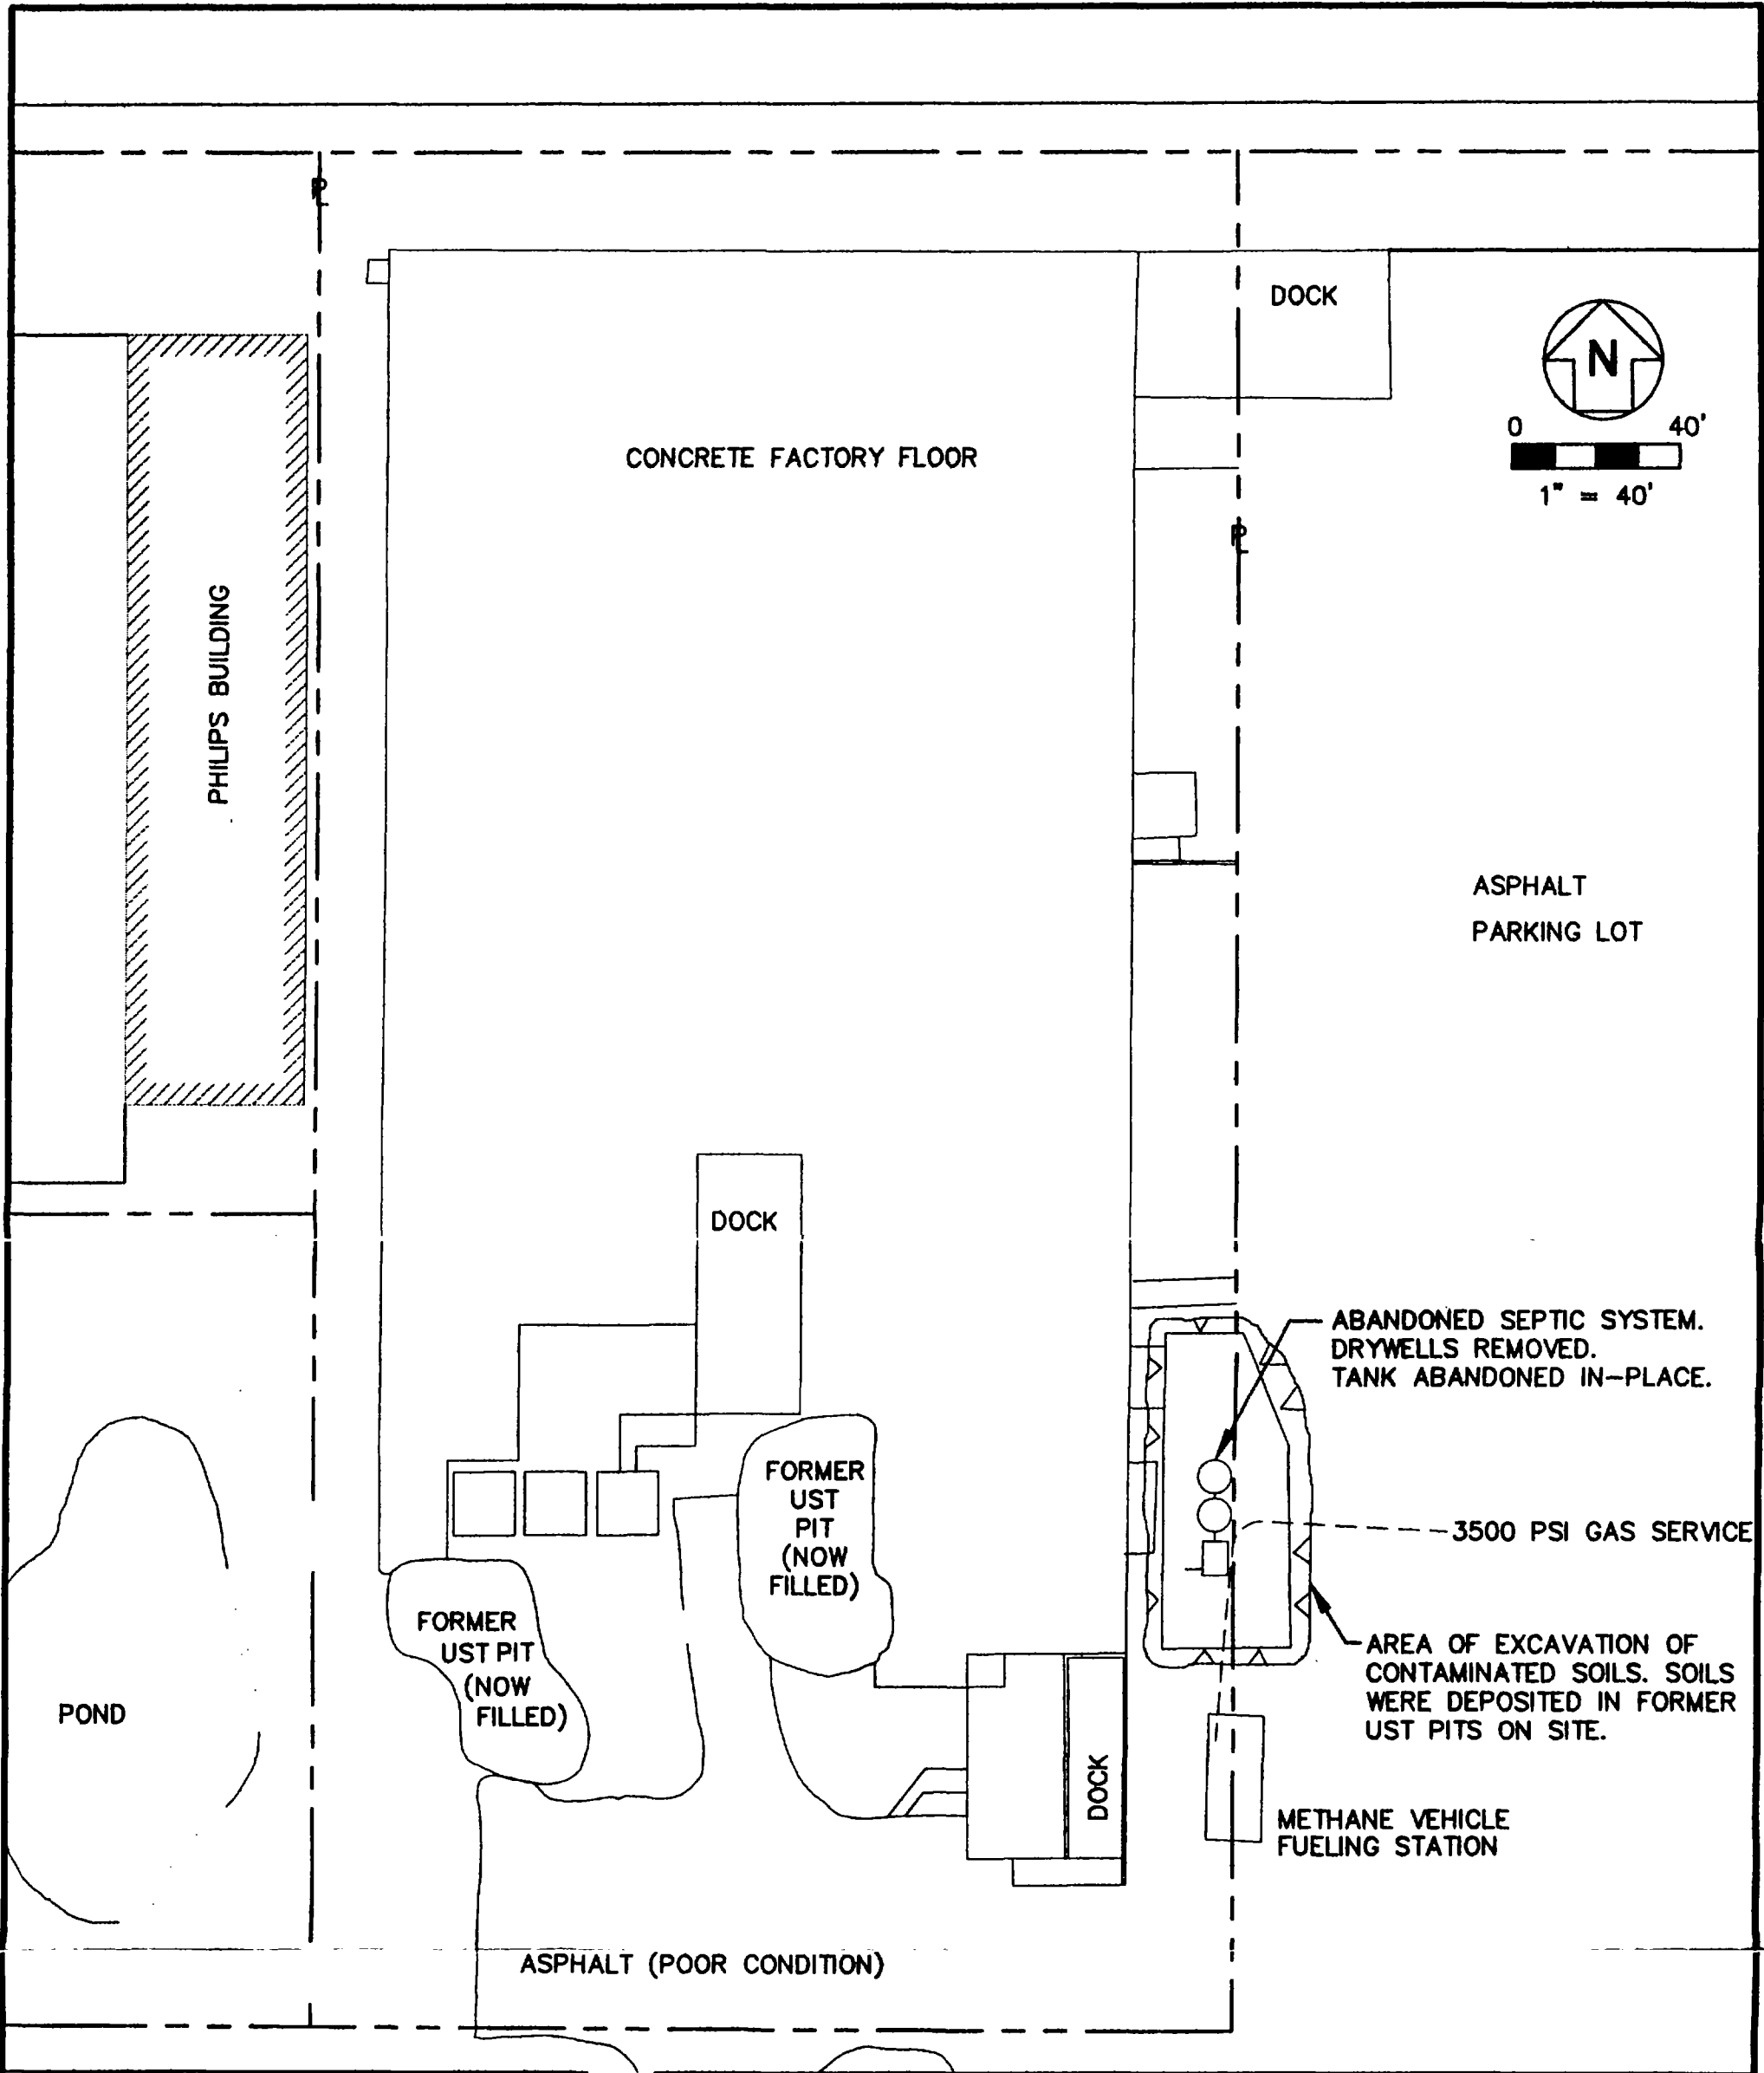 ℞
DOCK
N
0 40'
1" = 40'
CONCRETE FACTORY FLOOR
PHILIPS BUILDING
ASPHALT
PARKING LOT
DOCK
ABANDONED SEPTIC SYSTEM.
DRYWELLS REMOVED.
TANK ABANDONED IN-PLACE.
FORMER
UST
PIT
(NOW
FILLED)
3500 PSI GAS SERVICE
FORMER
UST PIT
(NOW
FILLED)
AREA OF EXCAVATION OF
CONTAMINATED SOILS. SOILS
WERE DEPOSITED IN FORMER
UST PITS ON SITE.
POND
DOCK
METHANE VEHICLE
FUELING STATION
ASPHALT (POOR CONDITION)